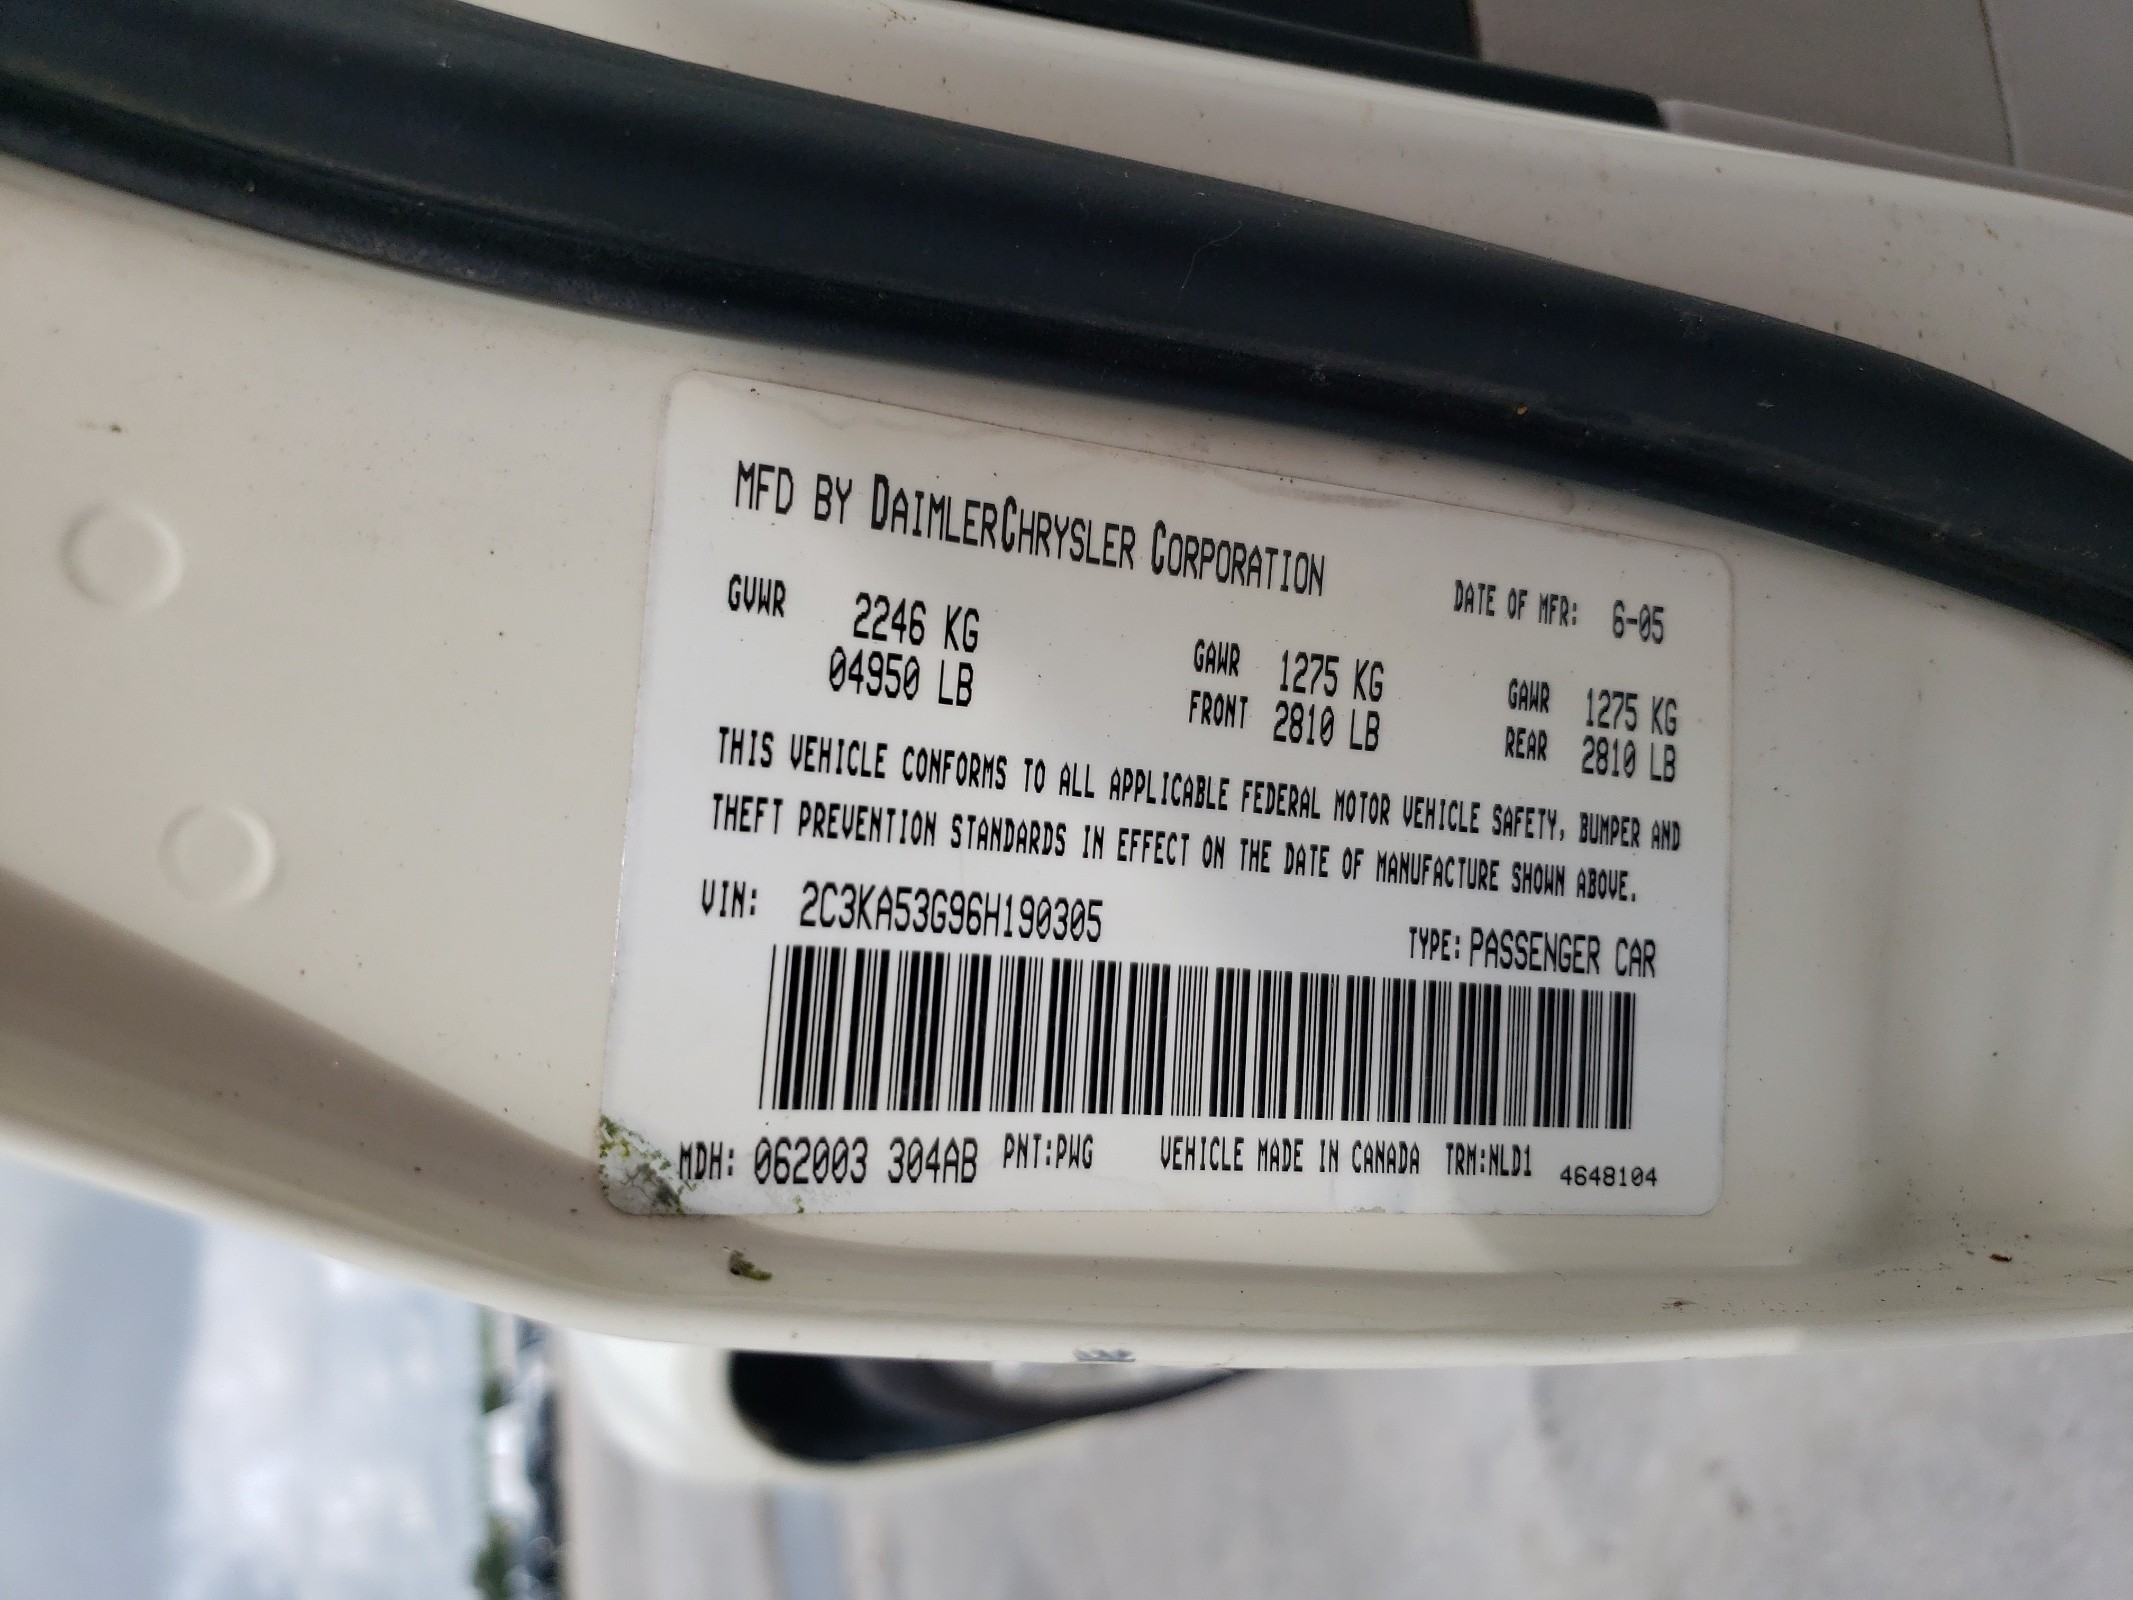 MFD BY DAIMLERCHRYSLER CORPORATION
DATE OF MFR: 6-05
GVWR 2246 KG
04950 LB
GAWR FRONT 1275 KG
2810 LB
GAWR REAR 1275 KG
2810 LB
THIS VEHICLE CONFORMS TO ALL APPLICABLE FEDERAL MOTOR VEHICLE SAFETY, BUMPER AND
THEFT PREVENTION STANDARDS IN EFFECT ON THE DATE OF MANUFACTURE SHOWN ABOVE.
VIN: 2C3KA53G96H190305
TYPE: PASSENGER CAR
MDH: 062003 304AB PNT:PWG VEHICLE MADE IN CANADA TRM:NLD1 4648104